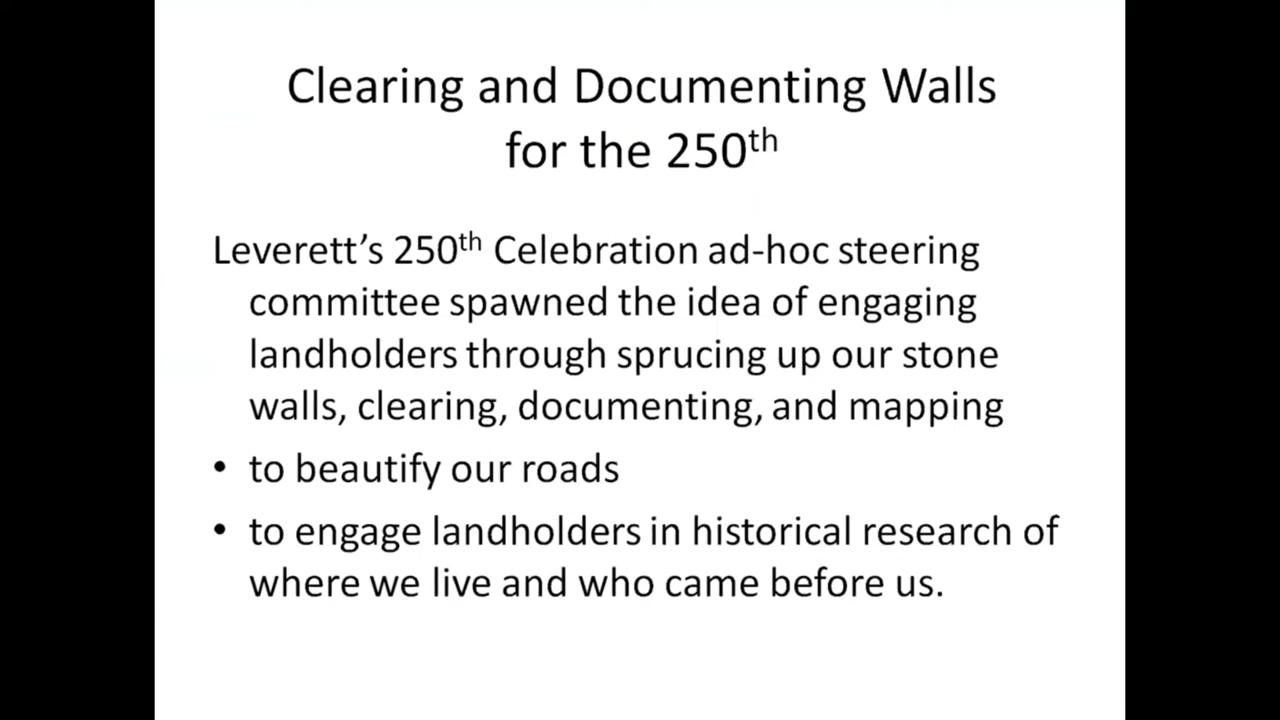 Clearing and Documenting Walls
for the 250th
Leverett’s 250th Celebration ad-hoc steering
committee spawned the idea of engaging
landholders through sprucing up our stone
walls, clearing, documenting, and mapping
• to beautify our roads
• to engage landholders in historical research of
where we live and who came before us.